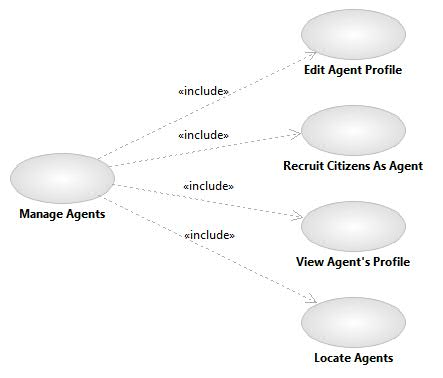 Edit Agent Profile
«include»
«include»
Recruit Citizens As Agent
«include»
Manage Agents
«include»
View Agent's Profile
Locate Agents